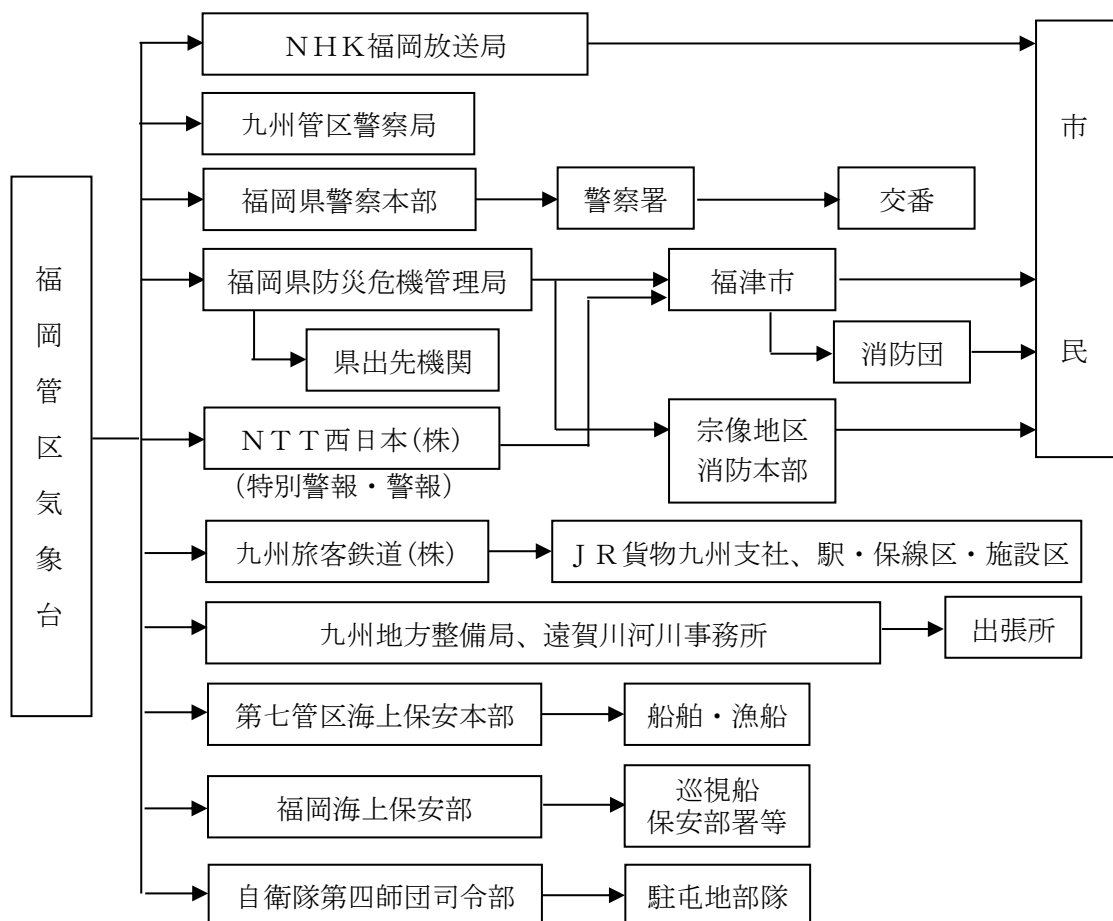 NHK福岡放送局
市民
九州管区警察局
福岡県警察本部
警察署
交番
福岡管区気象台
福岡県防災危機管理局
福津市
県出先機関
消防団
NTT西日本(株)
(特別警報・警報)
宗像地区
消防本部
九州旅客鉄道(株)
JR貨物九州支社、駅・保線区・施設区
九州地方整備局、遠賀川河川事務所
出張所
第七管区海上保安本部
船舶・漁船
福岡海上保安部
巡視船
保安部署等
自衛隊第四師団司令部
駐屯地部隊